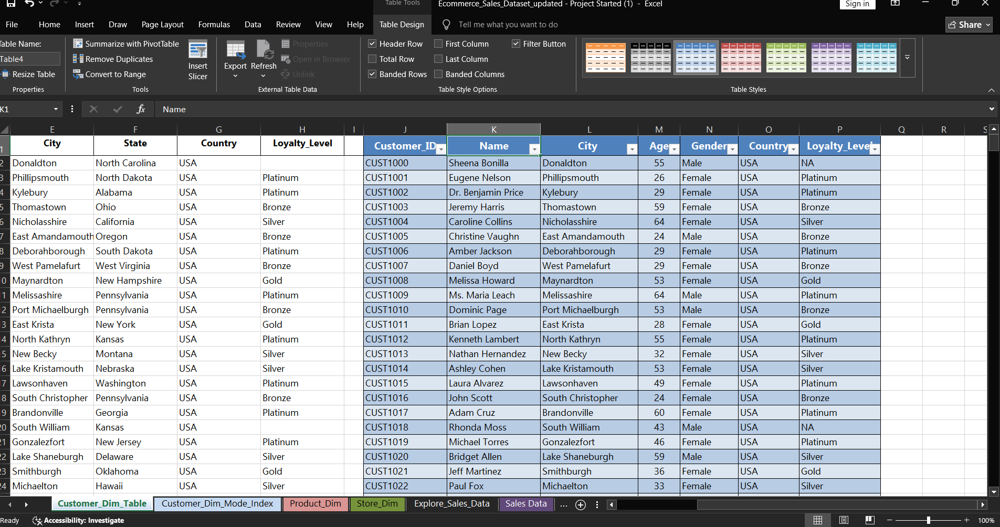 Table Tools Ecommerce_Sales_Dataset_updated - Project Started (1) - Excel Sign in
File Home Insert Draw Page Layout Formulas Data Review View Help Table Design Tell me what you want to do Share
Table Name: Summarize with PivotTable Properties Header Row First Column Filter Button
Table4 Remove Duplicates Insert Slicer Export Refresh Open in Browser Total Row Last Column
Resize Table Convert to Range Unlink Banded Rows Banded Columns
Properties Tools External Table Data Table Style Options Table Styles
K1 fx Name
E F G H I J K L M N O P Q R S
1 City State Country Loyalty_Level Customer_ID Name City Age Gender Country Loyalty_Level
2 Donaldton North Carolina USA CUST1000 Sheena Bonilla Donaldton 55 Male USA NA
3 Phillipsmouth North Dakota USA Platinum CUST1001 Eugene Nelson Phillipsmouth 26 Female USA Platinum
4 Kylebury Alabama USA Platinum CUST1002 Dr. Benjamin Price Kylebury 29 Female USA Platinum
5 Thomastown Ohio USA Bronze CUST1003 Jeremy Harris Thomastown 59 Female USA Bronze
6 Nicholasshire California USA Silver CUST1004 Caroline Collins Nicholasshire 64 Female USA Silver
7 East Amandamouth Oregon USA Bronze CUST1005 Christine Vaughn East Amandamouth 24 Male USA Bronze
8 Deborahborough South Dakota USA Platinum CUST1006 Amber Jackson Deborahborough 29 Female USA Platinum
9 West Pamelafurt West Virginia USA Bronze CUST1007 Daniel Boyd West Pamelafurt 29 Female USA Bronze
10 Maynardton New Hampshire USA Gold CUST1008 Melissa Howard Maynardton 53 Female USA Gold
11 Melissashire Pennsylvania USA Platinum CUST1009 Ms. Maria Leach Melissashire 64 Male USA Platinum
12 Port Michaelburgh Pennsylvania USA Bronze CUST1010 Dominic Page Port Michaelburgh 53 Male USA Bronze
13 East Krista New York USA Gold CUST1011 Brian Lopez East Krista 28 Female USA Gold
14 North Kathryn Kansas USA Platinum CUST1012 Kenneth Lambert North Kathryn 55 Female USA Platinum
15 New Becky Montana USA Silver CUST1013 Nathan Hernandez New Becky 32 Female USA Silver
16 Lake Kristamouth Nebraska USA Silver CUST1014 Ashley Cohen Lake Kristamouth 53 Female USA Silver
17 Lawsonhaven Washington USA Platinum CUST1015 Laura Alvarez Lawsonhaven 49 Female USA Platinum
18 South Christopher Pennsylvania USA Bronze CUST1016 John Scott South Christopher 24 Female USA Bronze
19 Brandonville Georgia USA Platinum CUST1017 Adam Cruz Brandonville 60 Female USA Platinum
20 South William Kansas USA CUST1018 Rhonda Moss South William 43 Male USA NA
21 Gonzalezfort New Jersey USA Platinum CUST1019 Michael Torres Gonzalezfort 46 Female USA Platinum
22 Lake Shaneburgh Delaware USA Silver CUST1020 Bridget Allen Lake Shaneburgh 59 Male USA Silver
23 Smithburgh Oklahoma USA Gold CUST1021 Jeff Martinez Smithburgh 36 Female USA Gold
24 Michaelton Hawaii USA Silver CUST1022 Paul Fox Michaelton 33 Female USA Silver
Customer_Dim_Table Customer_Dim_Mode_Index Product_Dim Store_Dim Explore_Sales_Data Sales Data ...
Ready Accessibility: Investigate 100%